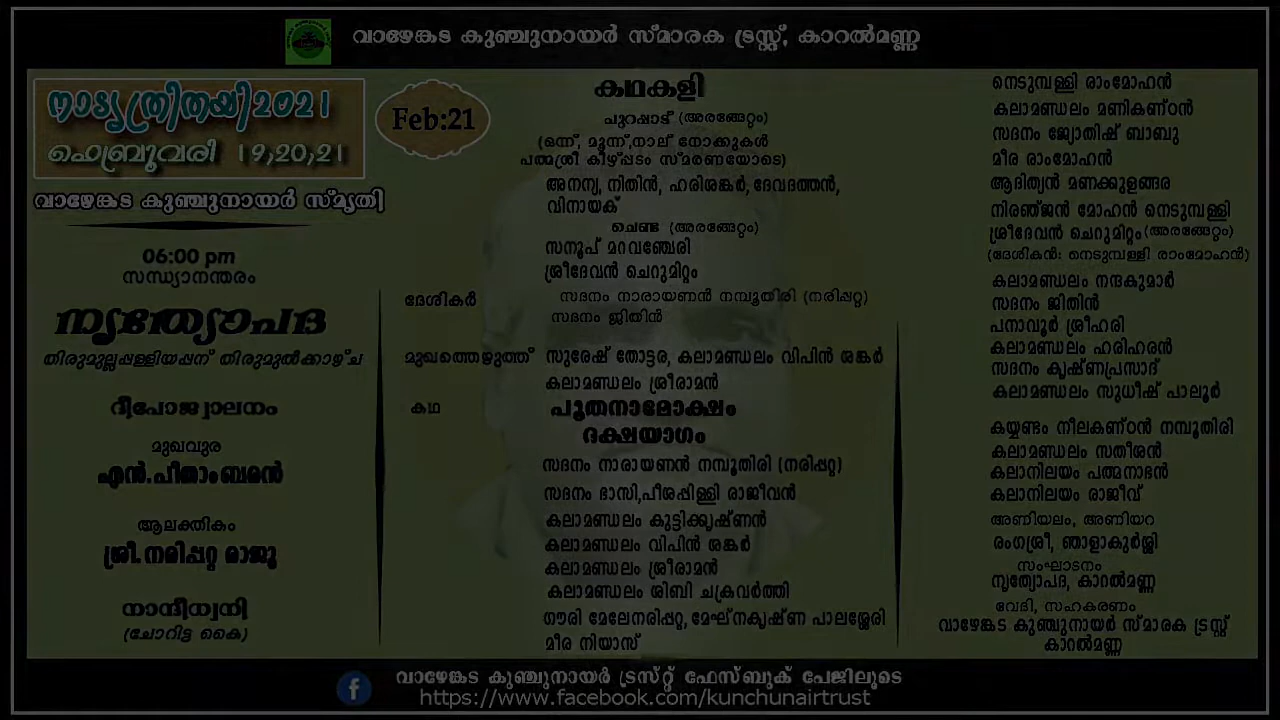 വാഴേങ്കട കുഞ്ചുനായർ സ്മാരക ട്രസ്റ്റ്, കാറൽമണ്ണ
നാട്യത്രിതയി2021
ഫെബ്രുവരി 19,20,21
വാഴേങ്കട കുഞ്ചുനായർ സ്മൃതി
06:00 pm
സന്ധ്യാനന്തരം
നൃത്ത്യോപദ
തിരുമുല്ലപ്പള്ളിയപ്പന് തിരുമുൽക്കാഴ്ച
ദീപോജ്വാലനം
മുഖവുര
എൻ.പീതാംബരൻ
ആലക്തികം
ശ്രീ.നരിപ്പറ്റ രാജു
നാന്ദീധ്വനി
(ചോറിട്ട കൈ)
Feb:21
കഥകളി
പുറപ്പാട് (അരങ്ങേറ്റം)
(ഒന്ന്, മൂന്ന്,നാല് നോക്കുകൾ
പത്മശ്രീ കീഴ്പ്പടം സ്മരണയോടെ)
അനന്യ, നിതിൻ, ഹരിശങ്കർ, ദേവദത്തൻ,
വിനായക്
ചെണ്ട (അരങ്ങേറ്റം)
സനൂപ് മറവഞ്ചേരി
ശ്രീദേവൻ ചെറുമിറ്റം
ദേശികർ സദനം നാരായണൻ നമ്പൂതിരി (നരിപ്പറ്റ)
സദനം ജിതിൻ
മുഖത്തെഴുത്ത് സുരേഷ് തോട്ടര, കലാമണ്ഡലം വിപിൻ ശങ്കർ
കലാമണ്ഡലം ശ്രീരാമൻ
കഥ പൂതനാമോക്ഷം
ദക്ഷയാഗം
സദനം നാരായണൻ നമ്പൂതിരി (നരിപ്പറ്റ)
സദനം ഭാസി,പീശപ്പിള്ളി രാജീവൻ
കലാമണ്ഡലം കുട്ടിക്കൃഷ്ണൻ
കലാമണ്ഡലം വിപിൻ ശങ്കർ
കലാമണ്ഡലം ശ്രീരാമൻ
കലാമണ്ഡലം ശിബി ചക്രവർത്തി
ഗൗരി മേലേനരിപ്പറ്റ, മേഘ്നകൃഷ്ണ പാലശ്ശേരി
മീര നിയാസ്
നെടുമ്പള്ളി രാംമോഹൻ
കലാമണ്ഡലം മണികണ്ഠൻ
സദനം ജ്യോതിഷ് ബാബു
മീര രാംമോഹൻ
ആദിത്യൻ മണക്കുളങ്ങര
നിരഞ്ജൻ മോഹൻ നെടുമ്പള്ളി
ശ്രീദേവൻ ചെറുമിറ്റം (അരങ്ങേറ്റം)
(ദേശികൻ: നെടുമ്പള്ളി രാംമോഹൻ)
കലാമണ്ഡലം നന്ദകുമാർ
സദനം ജിതിൻ
പനാവൂർ ശ്രീഹരി
കലാമണ്ഡലം ഹരിഹരൻ
സദനം കൃഷ്ണപ്രസാദ്
കലാമണ്ഡലം സുധീഷ് പാലൂർ
കയ്യണ്ടം നീലകണ്ഠൻ നമ്പൂതിരി
കലാമണ്ഡലം സതീശൻ
കലാനിലയം പത്മനാഭൻ
കലാനിലയം രാജീവ്
അണിയലം, അണിയറ
രംഗശ്രീ, ഞാളാകുർശ്ശി
സംഘാടനം
നൃത്യോപദ, കാറൽമണ്ണ
വേദി, സഹകരണം
വാഴേങ്കട കുഞ്ചുനായർ സ്മാരക ട്രസ്റ്റ്
കാറൽമണ്ണ
വാഴേങ്കട കുഞ്ചുനായർ ട്രസ്റ്റ് ഫേസ്ബുക് പേജിലൂടെ
https://www.facebook.com/kunchunairtrust